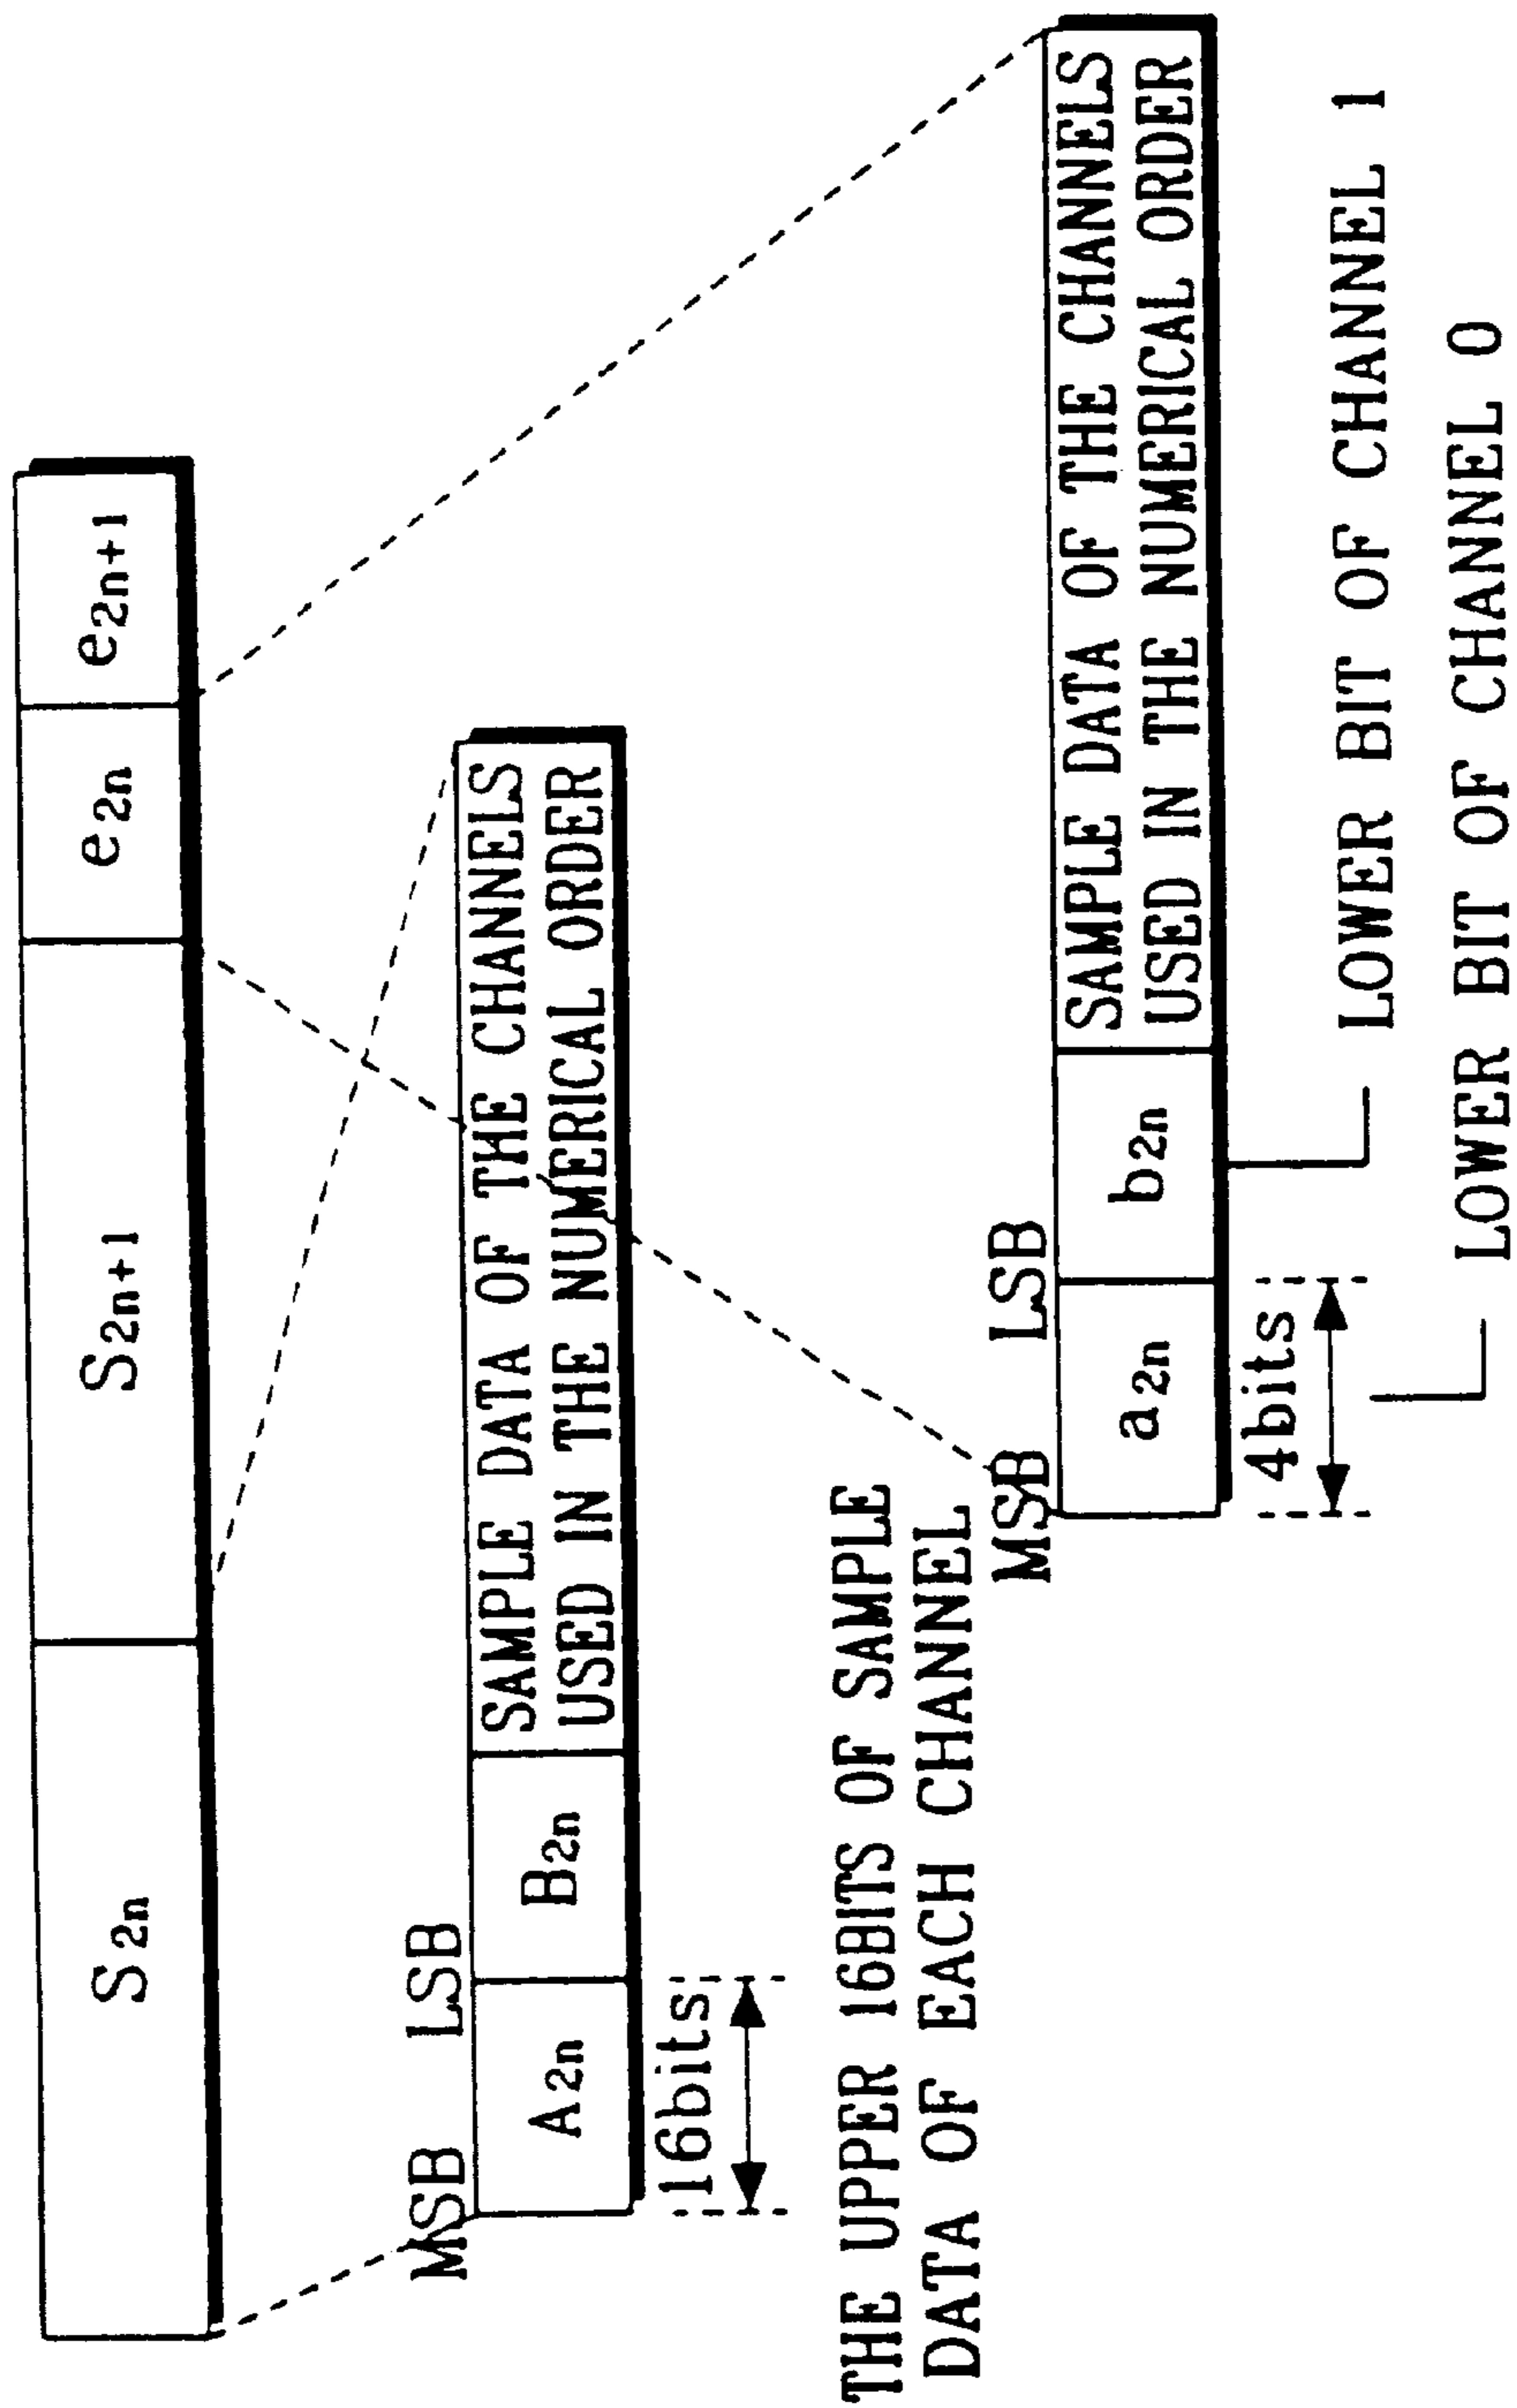 S2n S2n+1 e2n e2n+1
MSB LSB
A2n B2n
SAMPLE DATA OF THE CHANNELS
USED IN THE NUMERICAL ORDER
16bits
THE UPPER 16BITS OF SAMPLE
DATA OF EACH CHANNEL
MSB LSB
a2n b2n
SAMPLE DATA OF THE CHANNELS
USED IN THE NUMERICAL ORDER
4bits
LOWER BIT OF CHANNEL 1
LOWER BIT OF CHANNEL 0